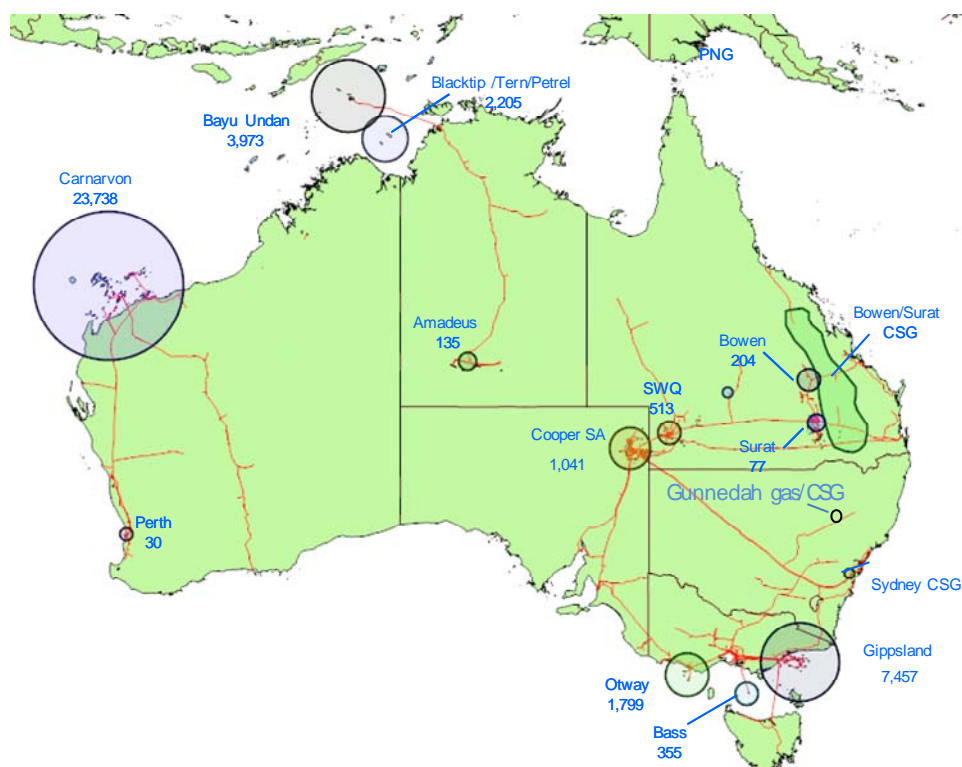 PNG
Blacktip /Tern/Petrel
2,205
Bayu Undan
3,973
Carnarvon
23,738
Amadeus
135
Bowen/Surat
CSG
Bowen
204
SWQ
513
Cooper SA
1,041
Surat
77
Gunnedah gas/CSG
Perth
30
Sydney CSG
Gippsland
7,457
Otway
1,799
Bass
355